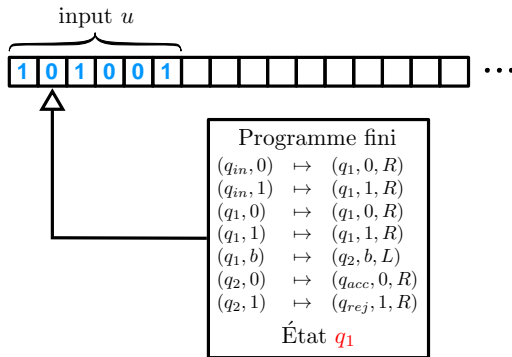 input u
1 0 1 0 0 1 ...
Programme fini
(q_in, 0) ↦ (q_1, 0, R)
(q_in, 1) ↦ (q_1, 1, R)
(q_1, 0) ↦ (q_1, 0, R)
(q_1, 1) ↦ (q_1, 1, R)
(q_1, b) ↦ (q_2, b, L)
(q_2, 0) ↦ (q_acc, 0, R)
(q_2, 1) ↦ (q_rej, 1, R)
État q_1